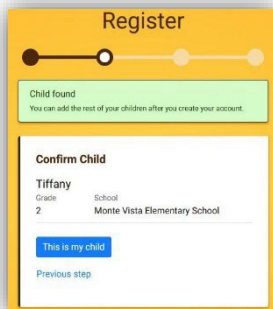 Register
Child found
You can add the rest of your children after you create your account.
Confirm Child
Tiffany
Grade School
2 Monte Vista Elementary School
This is my child
Previous step